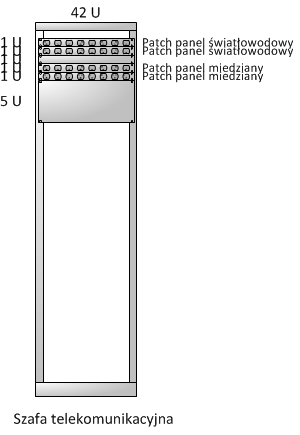 42 U
1 U Patch panel światłowodowy
1 U Patch panel światłowodowy
1 U
1 U Patch panel miedziany
1 U Patch panel miedziany
5 U
Szafa telekomunikacyjna